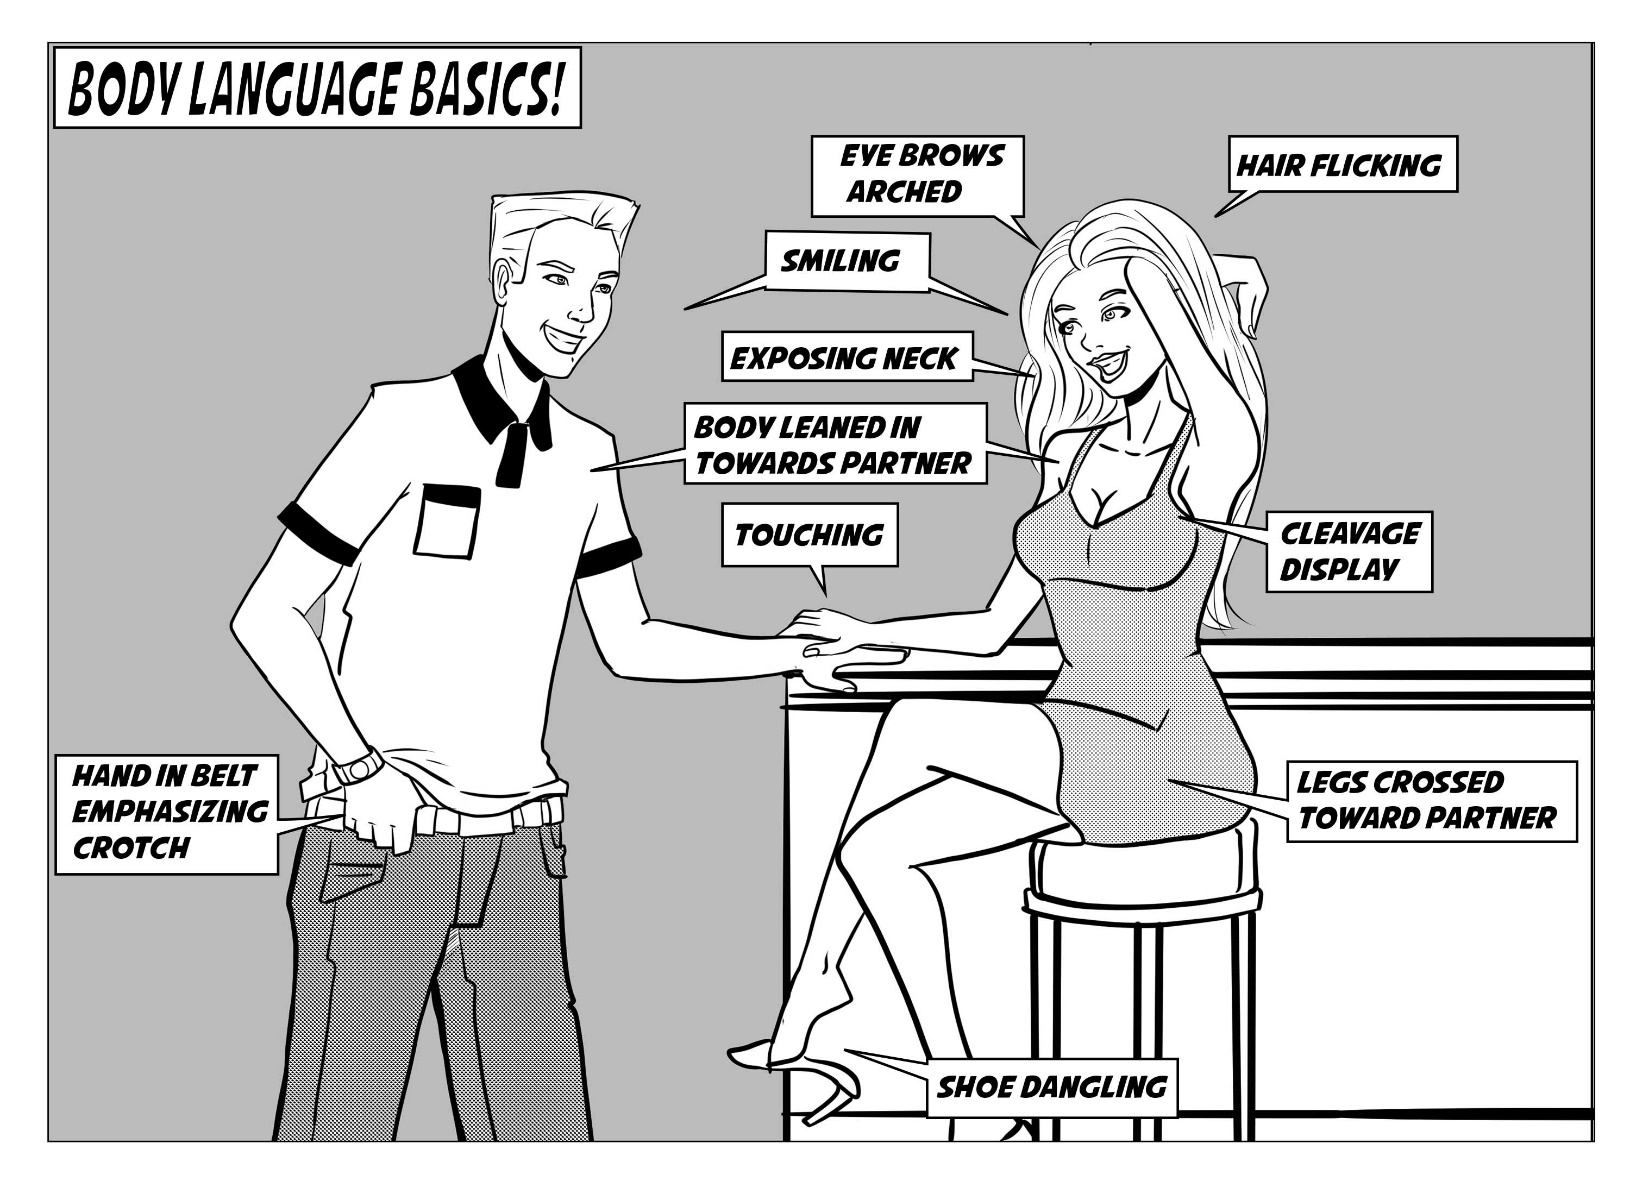 BODY LANGUAGE BASICS!
EYE BROWS
ARCHED
HAIR FLICKING
SMILING
EXPOSING NECK
BODY LEANED IN
TOWARDS PARTNER
TOUCHING
CLEAVAGE
DISPLAY
HAND IN BELT
EMPHASIZING
CROTCH
LEGS CROSSED
TOWARD PARTNER
SHOE DANGLING